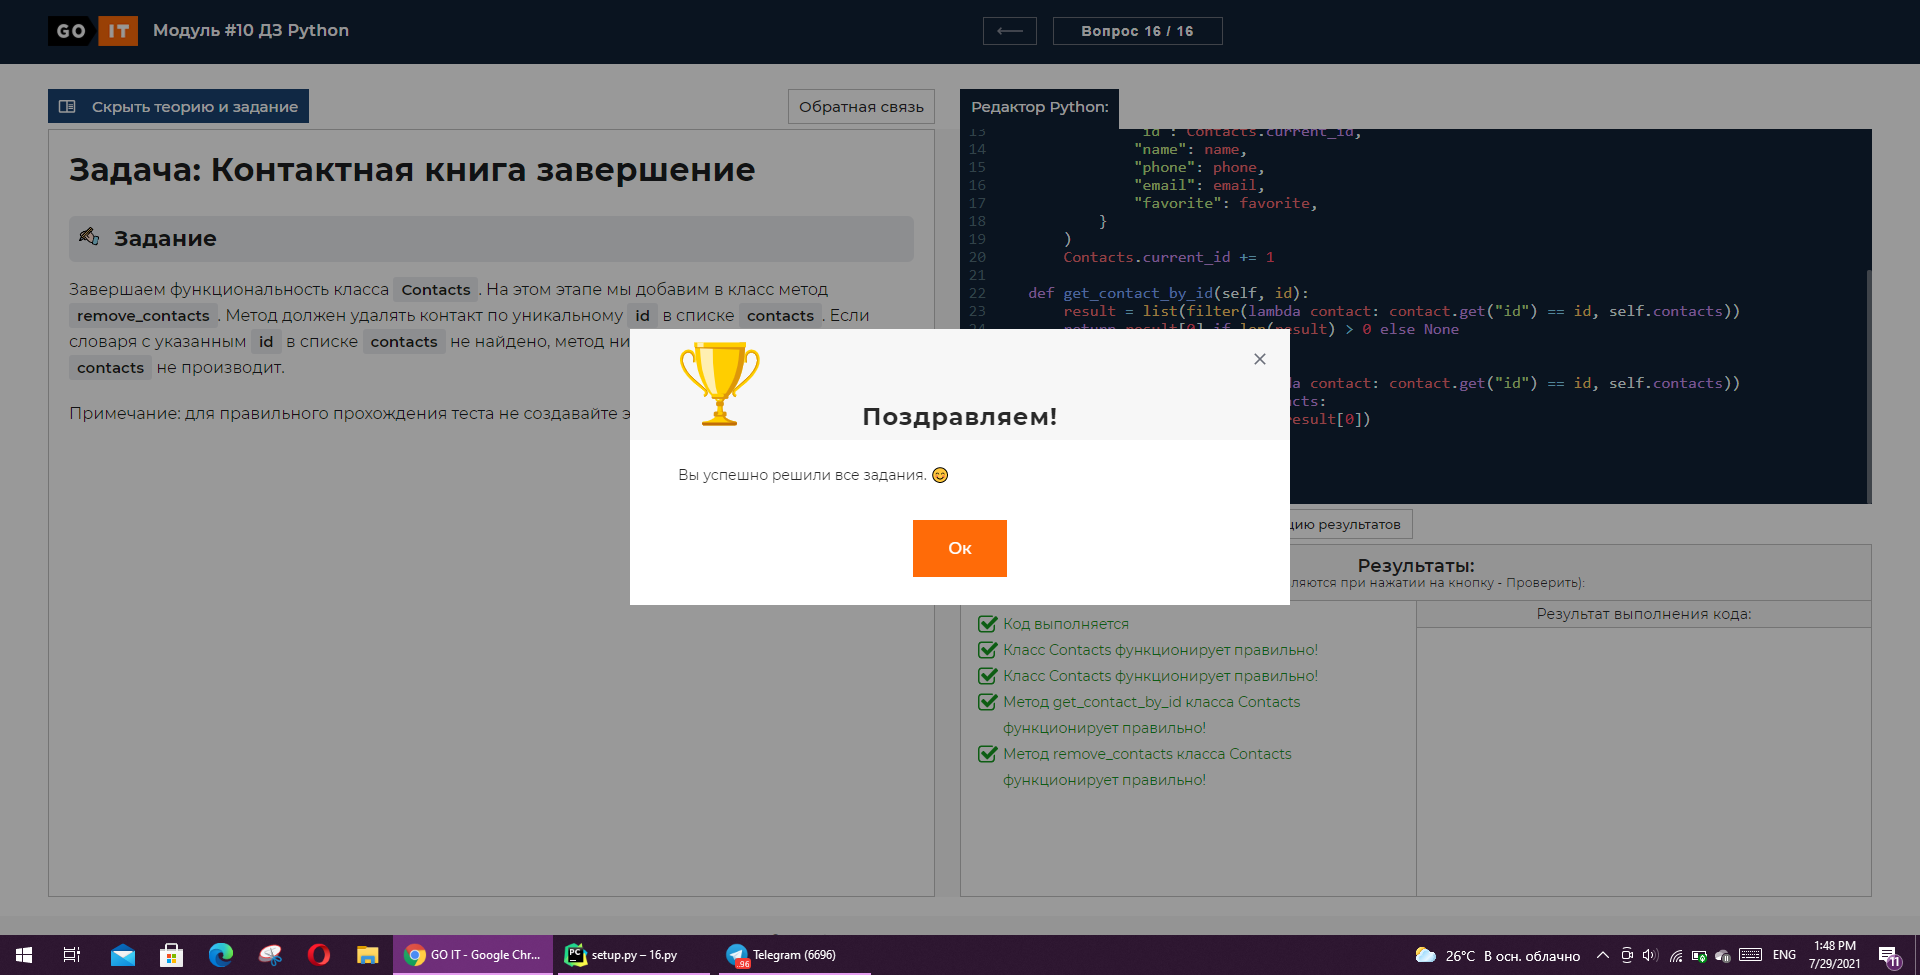 GO IT Модуль #10 ДЗ Python
Вопрос 16 / 16
Скрыть теорию и задание
Обратная связь
Задача: Контактная книга завершение
Задание
Завершаем функциональность класса Contacts . На этом этапе мы добавим в класс метод
remove_contacts . Метод должен удалять контакт по уникальному id в списке contacts . Если
словаря с указанным id в списке contacts не найдено, метод ни
contacts не производит.
Примечание: для правильного прохождения теста не создавайте э
Редактор Python:
13 "id": Contacts.current_id,
14 "name": name,
15 "phone": phone,
16 "email": email,
17 "favorite": favorite,
18 }
19 )
20 Contacts.current_id += 1
21
22 def get_contact_by_id(self, id):
23 result = list(filter(lambda contact: contact.get("id") == id, self.contacts))
24 return result[0] if len(result) > 0 else None
da contact: contact.get("id") == id, self.contacts))
acts:
result[0])
Поздравляем!
Вы успешно решили все задания.
Ок
цию результатов
Результаты:
ляются при нажатии на кнопку - Проверить):
Код выполняется
Класс Contacts функционирует правильно!
Класс Contacts функционирует правильно!
Метод get_contact_by_id класса Contacts
функционирует правильно!
Метод remove_contacts класса Contacts
функционирует правильно!
Результат выполнения кода:
GO IT - Google Chr...
PC
setup.py – 16.py
96
Telegram (6696)
26°C В осн. облачно
ENG
1:48 PM
7/29/2021
11